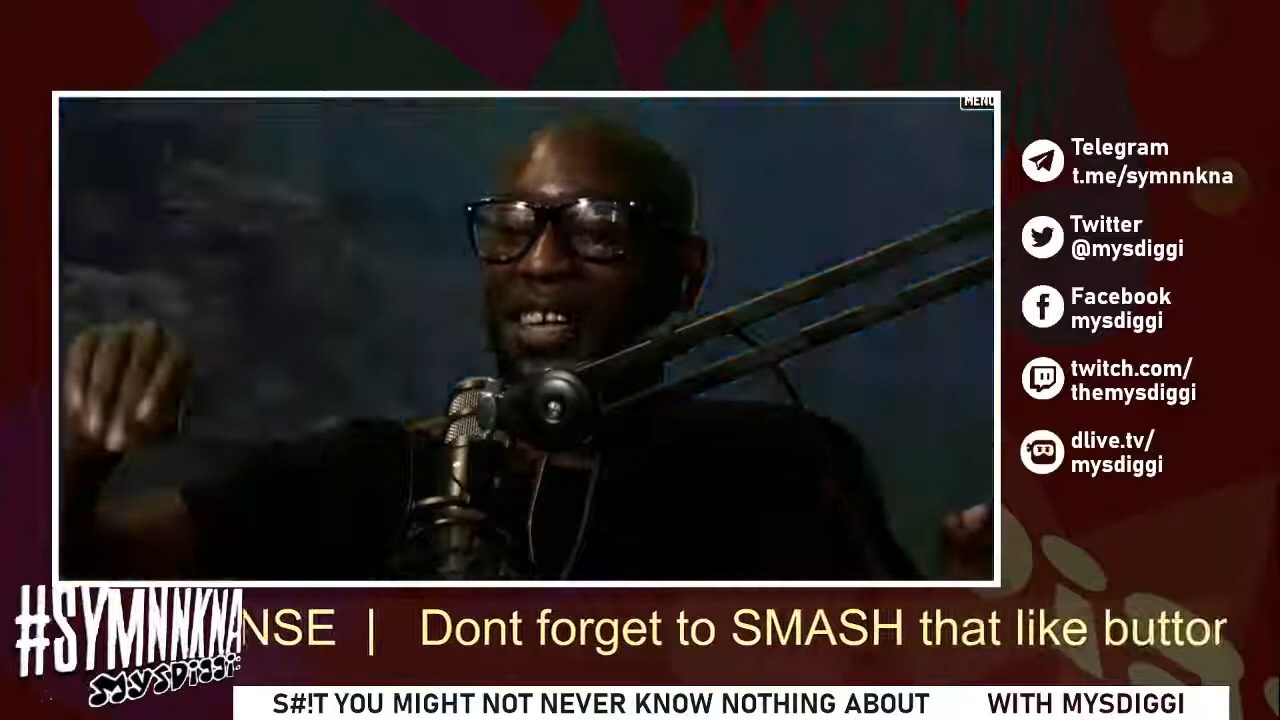 MENU
Telegram
t.me/symnnkna
Twitter
@mysdiggi
Facebook
mysdiggi
twitch.com/
themysdiggi
dlive.tv/
mysdiggi
#SYMNNKNA
MYSDIGGI
NSE | Dont forget to SMASH that like buttor
S#!T YOU MIGHT NOT NEVER KNOW NOTHING ABOUT WITH MYSDIGGI